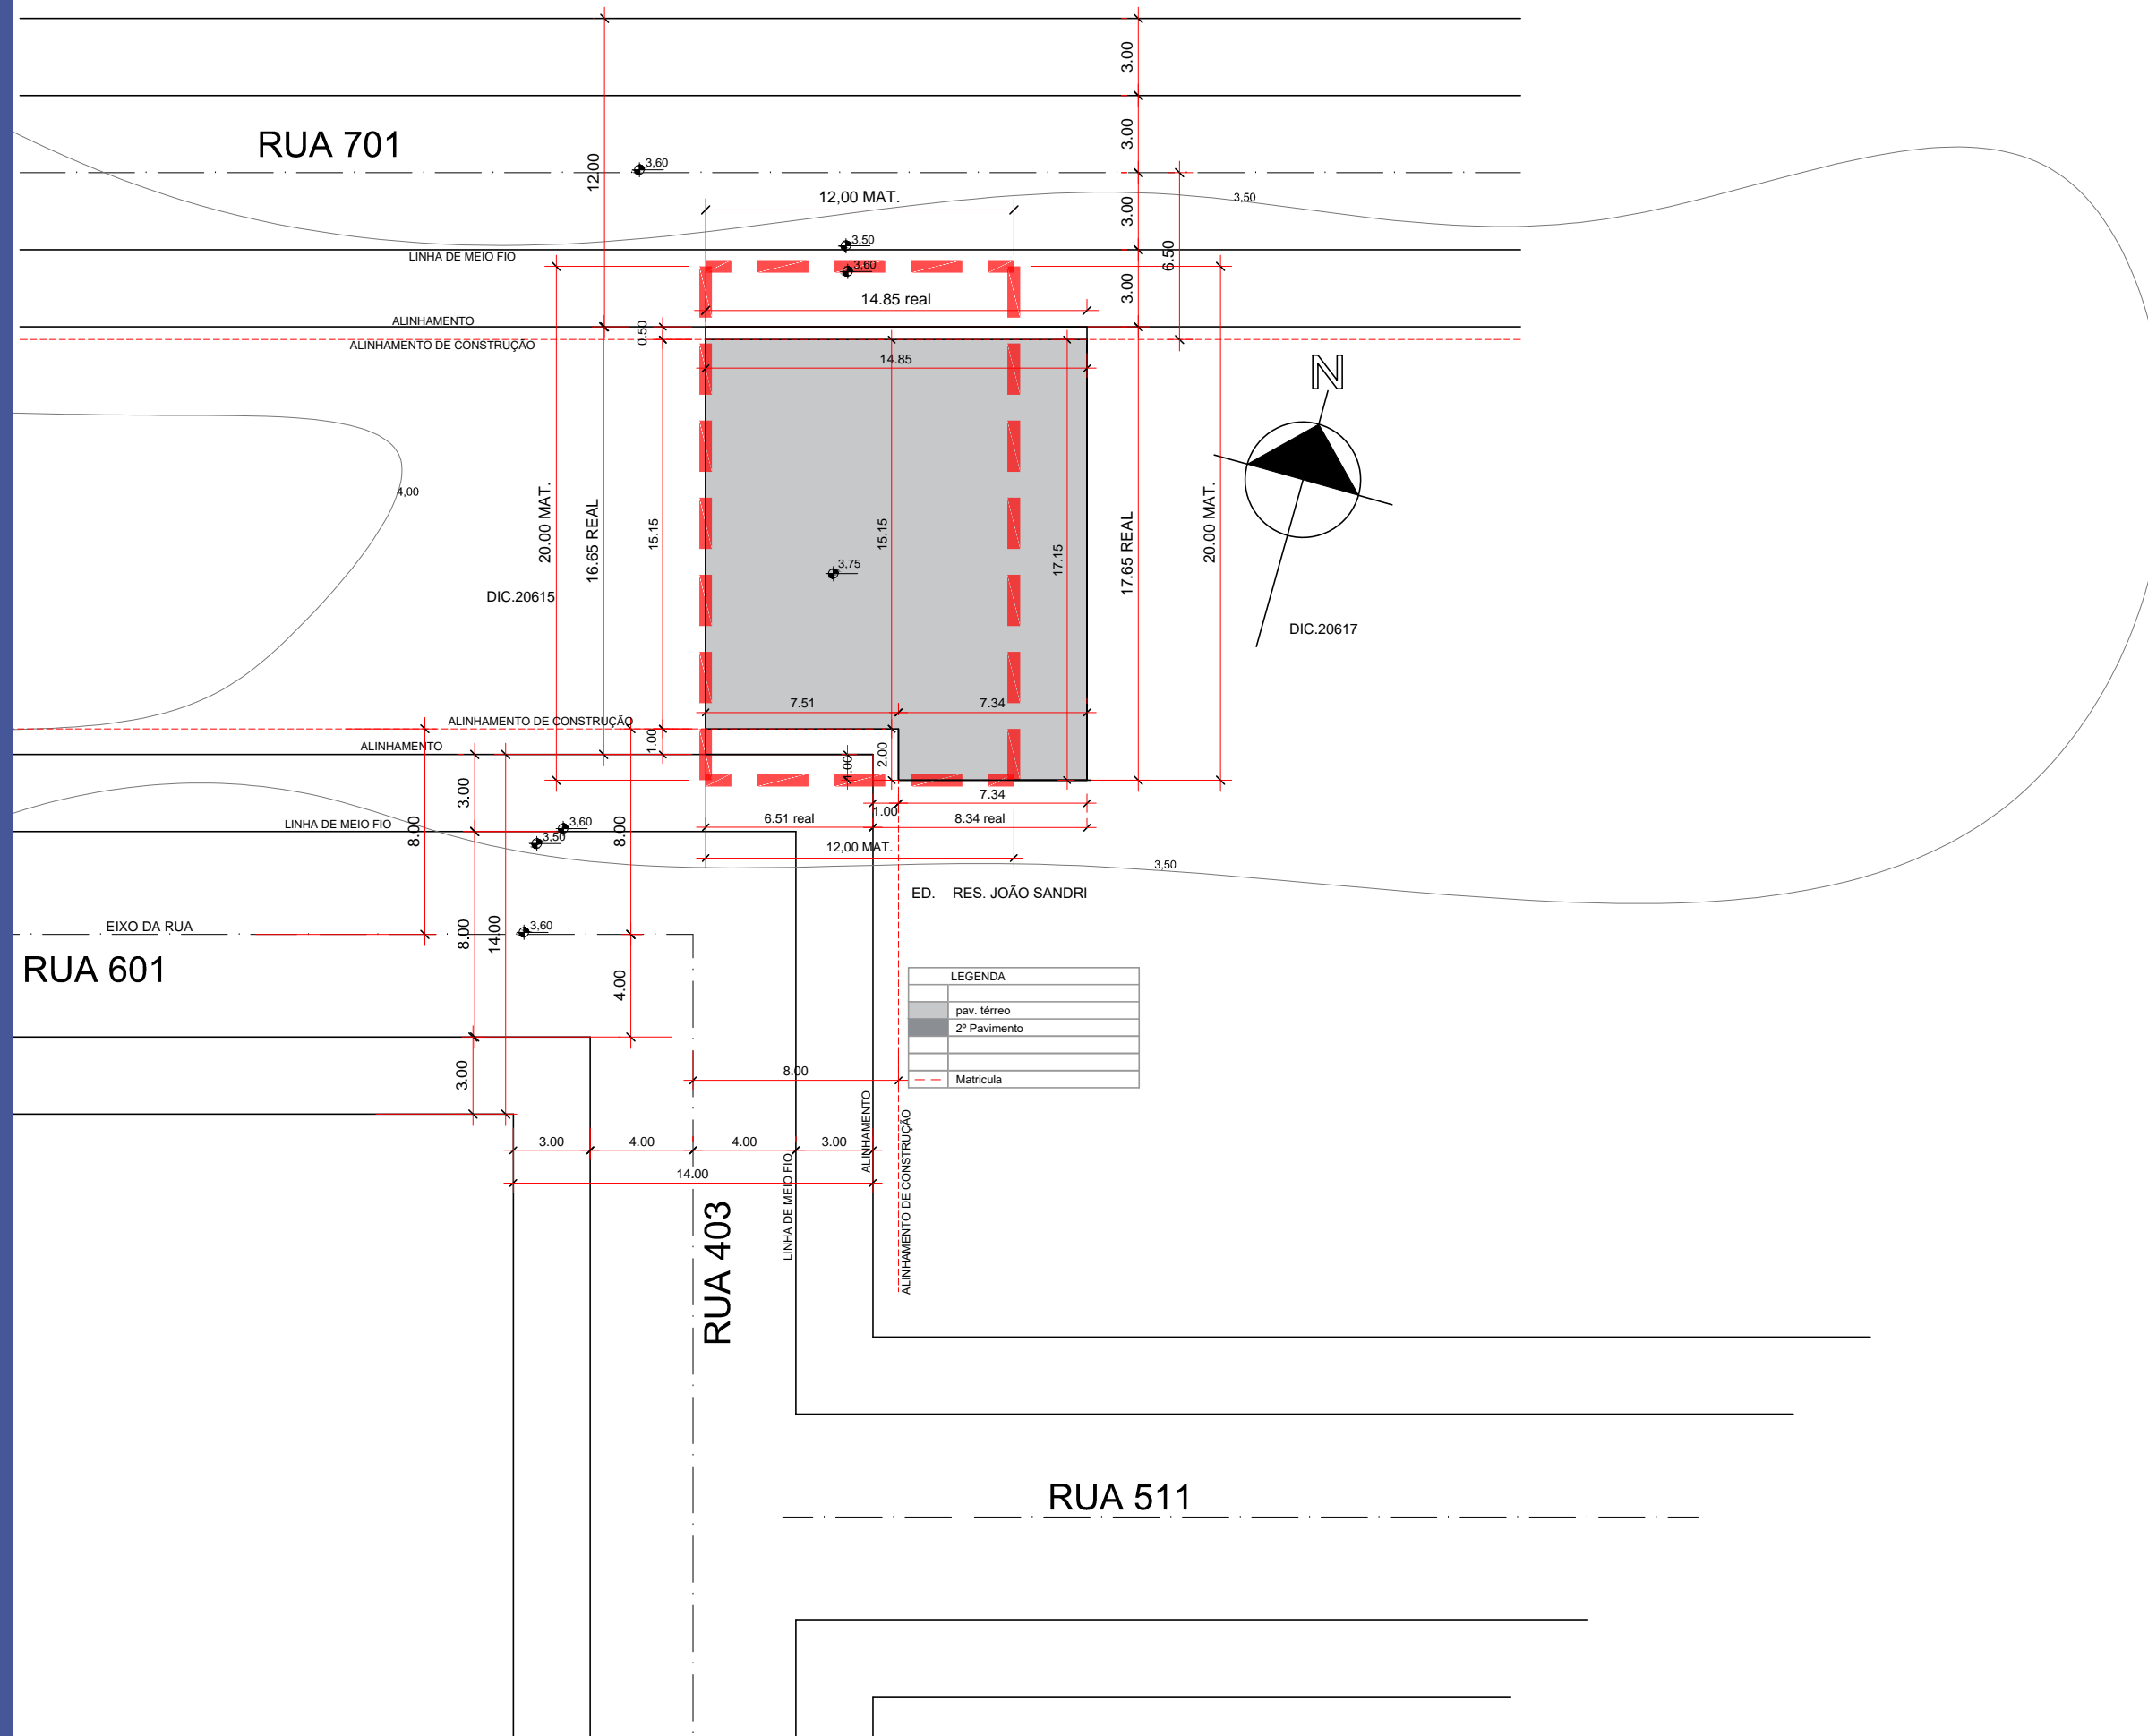 3.00
RUA 701
3.00
12.00
3,60
12,00 MAT.
3.00
3,50
3,50
LINHA DE MEIO FIO
6.50
3,60
14.85 real
3.00
ALINHAMENTO
0.50
ALINHAMENTO DE CONSTRUÇÃO
14.85
N
4,00
20.00 MAT.
16.65 REAL
15.15
15.15
17.15
17.65 REAL
20.00 MAT.
3,75
DIC.20615
DIC.20617
7.51
7.34
ALINHAMENTO DE CONSTRUÇÃO
ALINHAMENTO
1.00
1.00
2.00
3.00
7.34
1.00
LINHA DE MEIO FIO
8.00
3,60
3,50
8.00
6.51 real
8.34 real
12,00 MAT.
3,50
ED. RES. JOÃO SANDRI
EIXO DA RUA
8.00
14.00
3,60
RUA 601
4.00
LEGENDA
pav. térreo
2º Pavimento
Matricula
3.00
8.00
ALINHAMENTO
ALINHAMENTO DE CONSTRUÇÃO
3.00
4.00
4.00
3.00
14.00
LINHA DE MEIO FIO
RUA 403
RUA 511